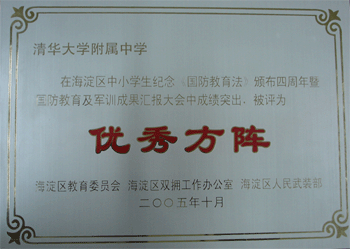 清华大学附属中学
在海淀区中小学生纪念《国防教育法》颁布四周年暨
国防教育及军训成果汇报大会中成绩突出，被评为
优秀方阵
海淀区教育委员会 海淀区双拥工作办公室 海淀区人民武装部
二〇〇五年十月